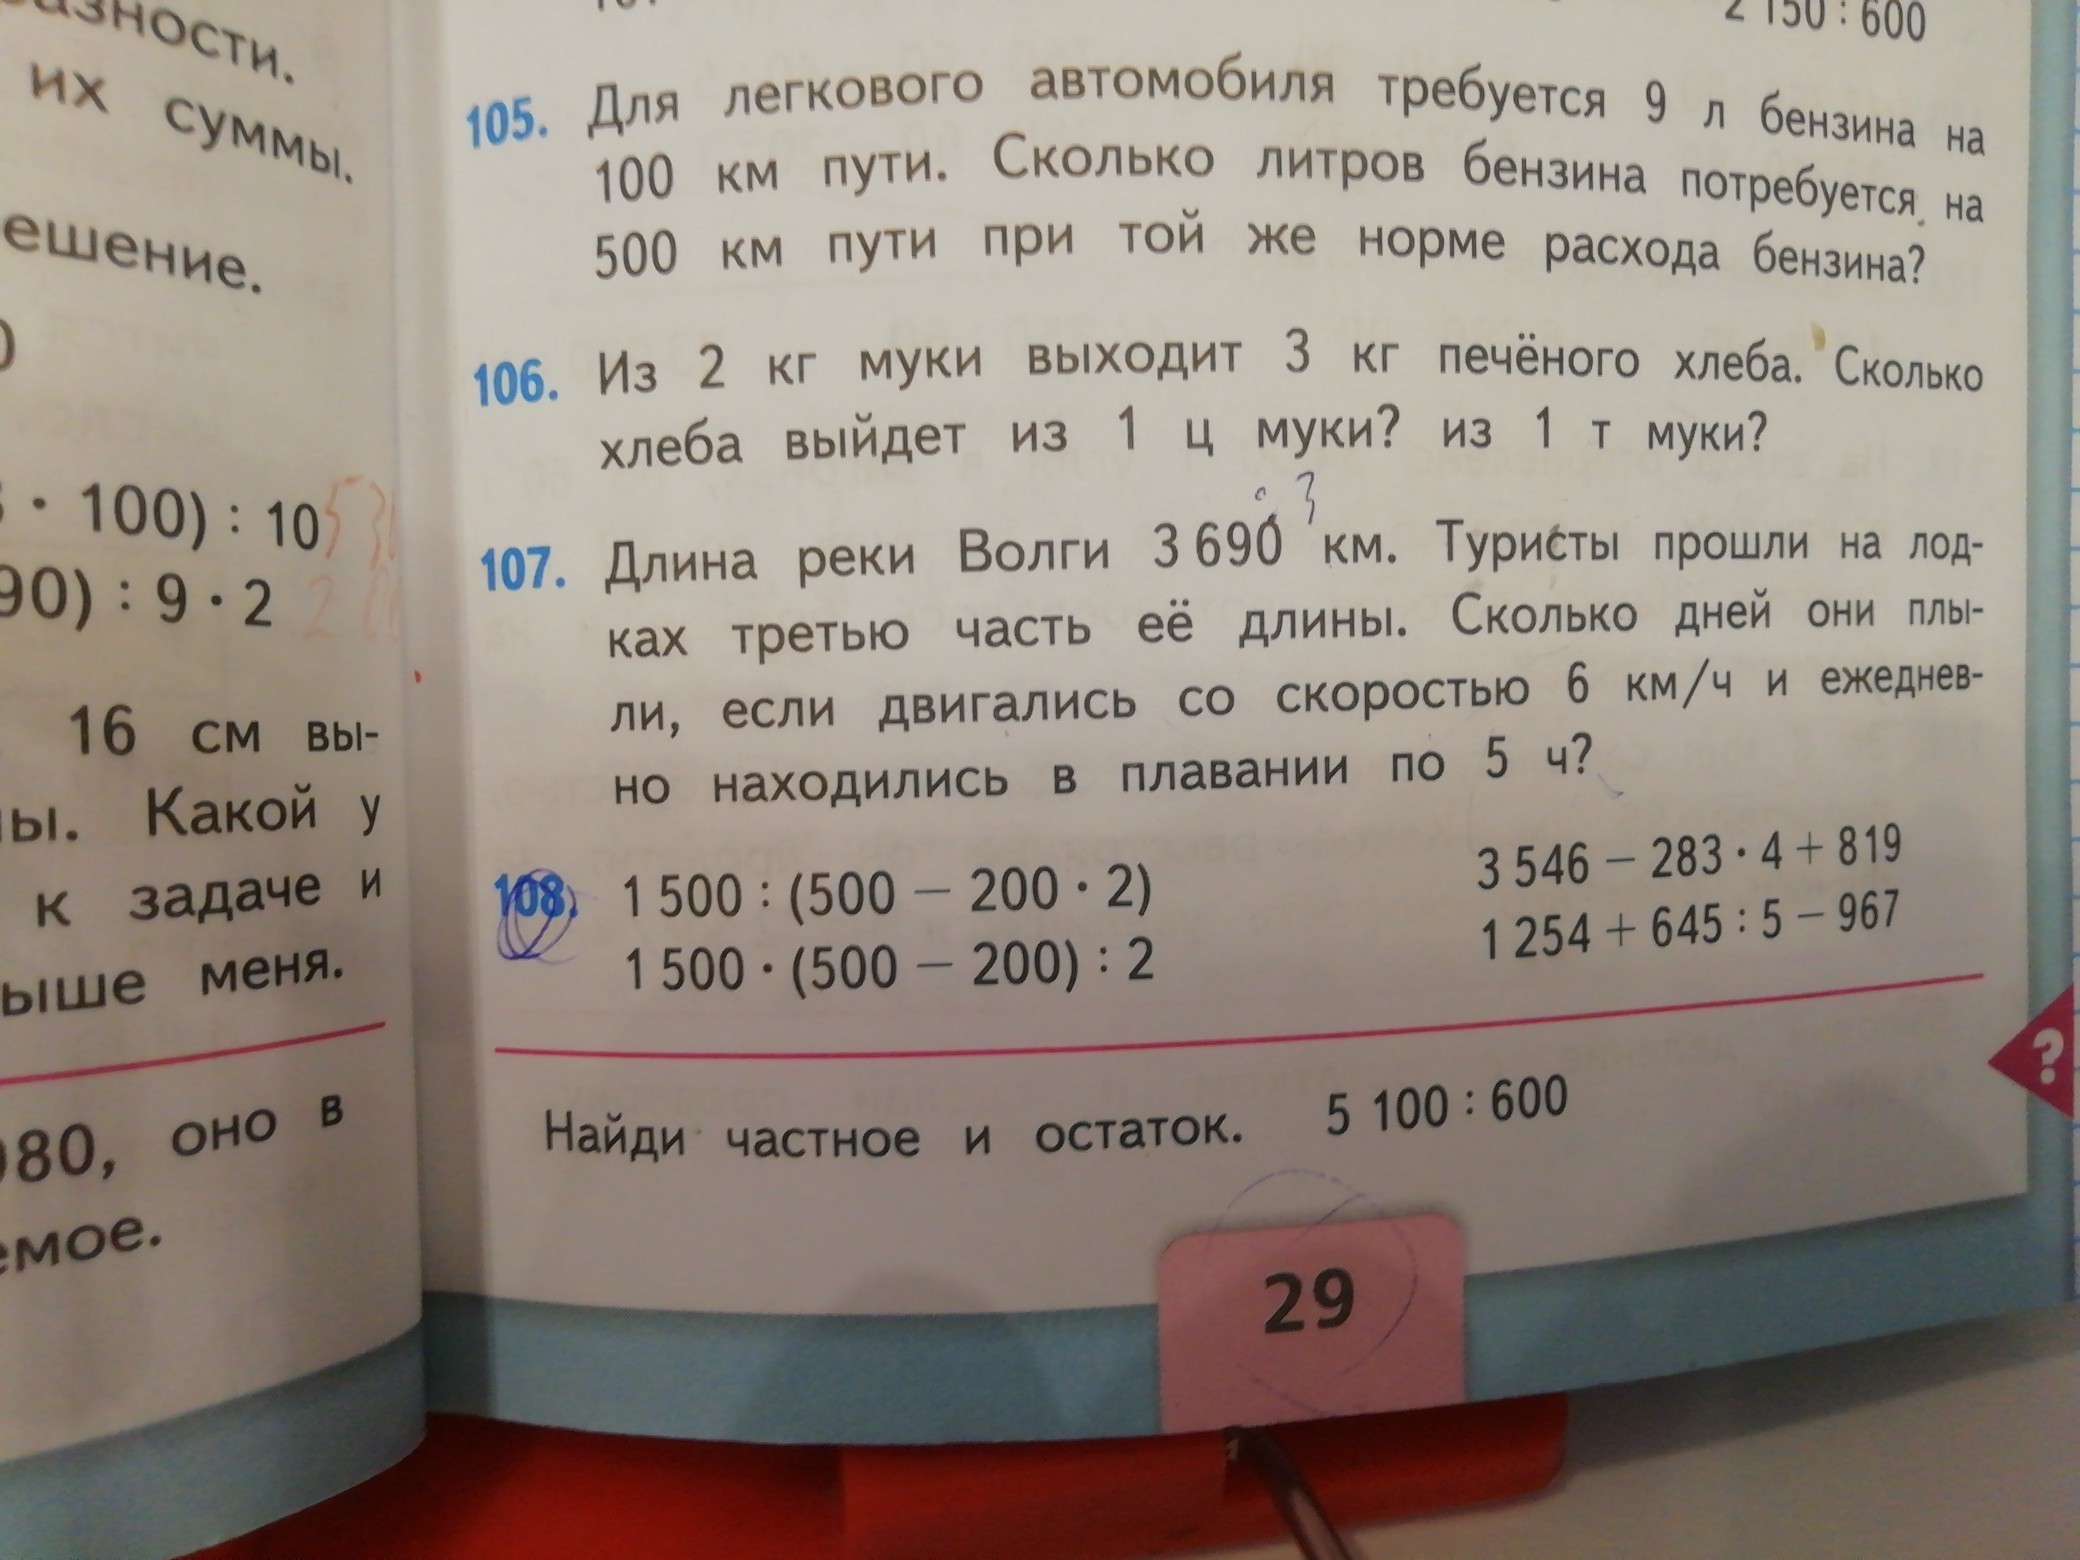 их суммы.
· 100) : 10
90) : 9 · 2
16 см вы-
Какой у
к задаче и
меня.
оно в
2 150 : 600
105. Для легкового автомобиля требуется 9 л бензина на
100 км пути. Сколько литров бензина потребуется на
500 км пути при той же норме расхода бензина?
106. Из 2 кг муки выходит 3 кг печёного хлеба. Сколько
хлеба выйдет из 1 ц муки? из 1 т муки?
107. Длина реки Волги 3 690 км. Туристы прошли на лод-
ках третью часть её длины. Сколько дней они плы-
ли, если двигались со скоростью 6 км/ч и ежеднев-
но находились в плавании по 5 ч?
108. 1 500 : (500 – 200 · 2) 3 546 – 283 · 4 + 819
1 500 · (500 – 200) : 2 1 254 + 645 : 5 – 967
Найди частное и остаток. 5 100 : 600
?
29